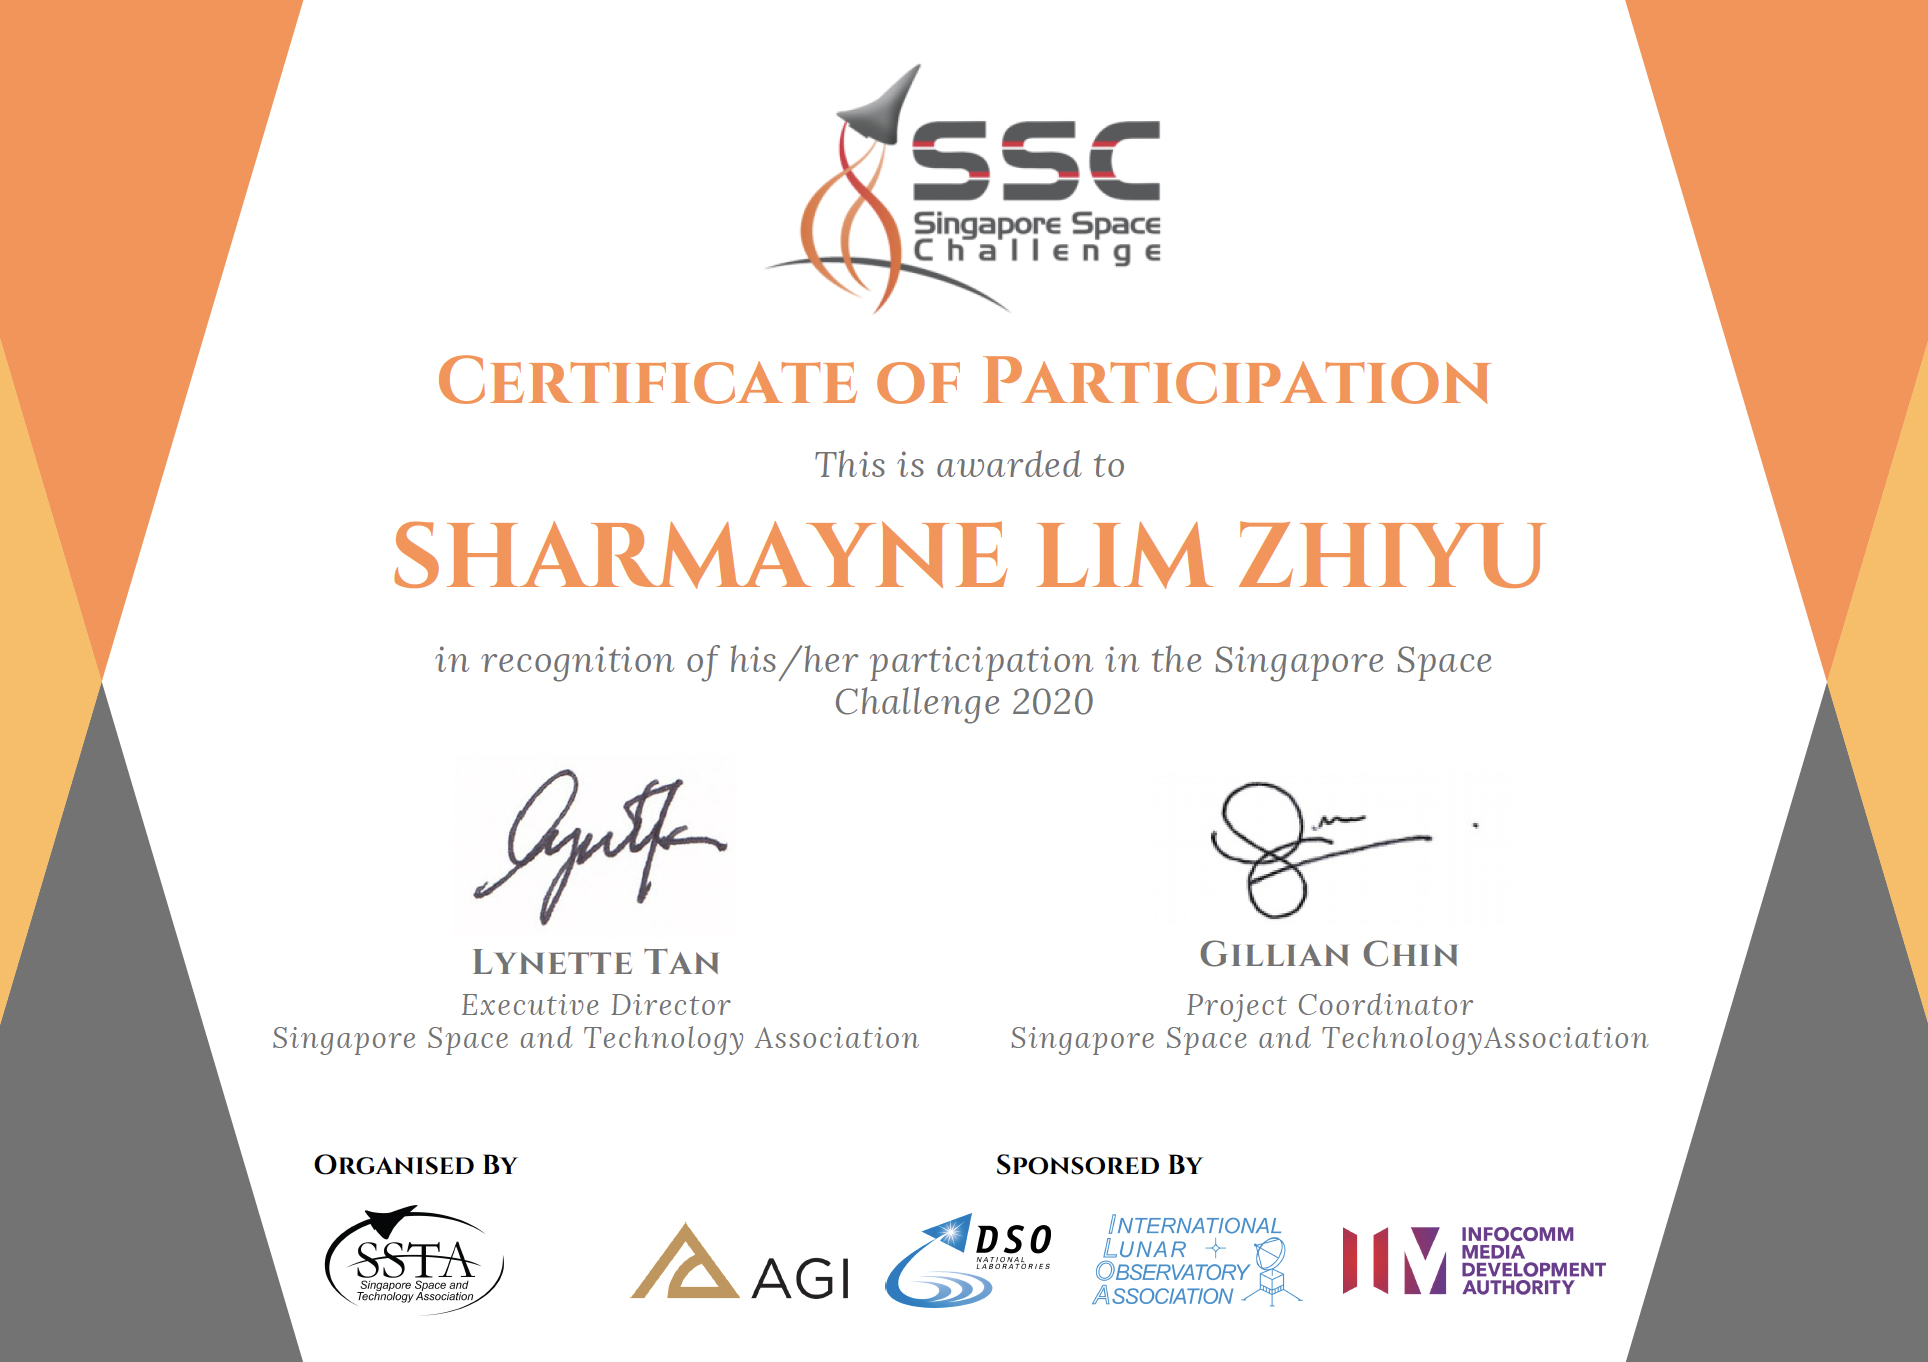 SSC
Singapore Space
Challenge
Certificate of Participation
This is awarded to
SHARMAYNE LIM ZHIYU
in recognition of his/her participation in the Singapore Space
Challenge 2020
Lynette Tan
Executive Director
Singapore Space and Technology Association
Gillian Chin
Project Coordinator
Singapore Space and TechnologyAssociation
Organised By
SSTA
Singapore Space and
Technology Association
Sponsored By
AGI
DSO
NATIONAL
LABORATORIES
INTERNATIONAL
LUNAR
OBSERVATORY
ASSOCIATION
INFOCOMM
MEDIA
DEVELOPMENT
AUTHORITY